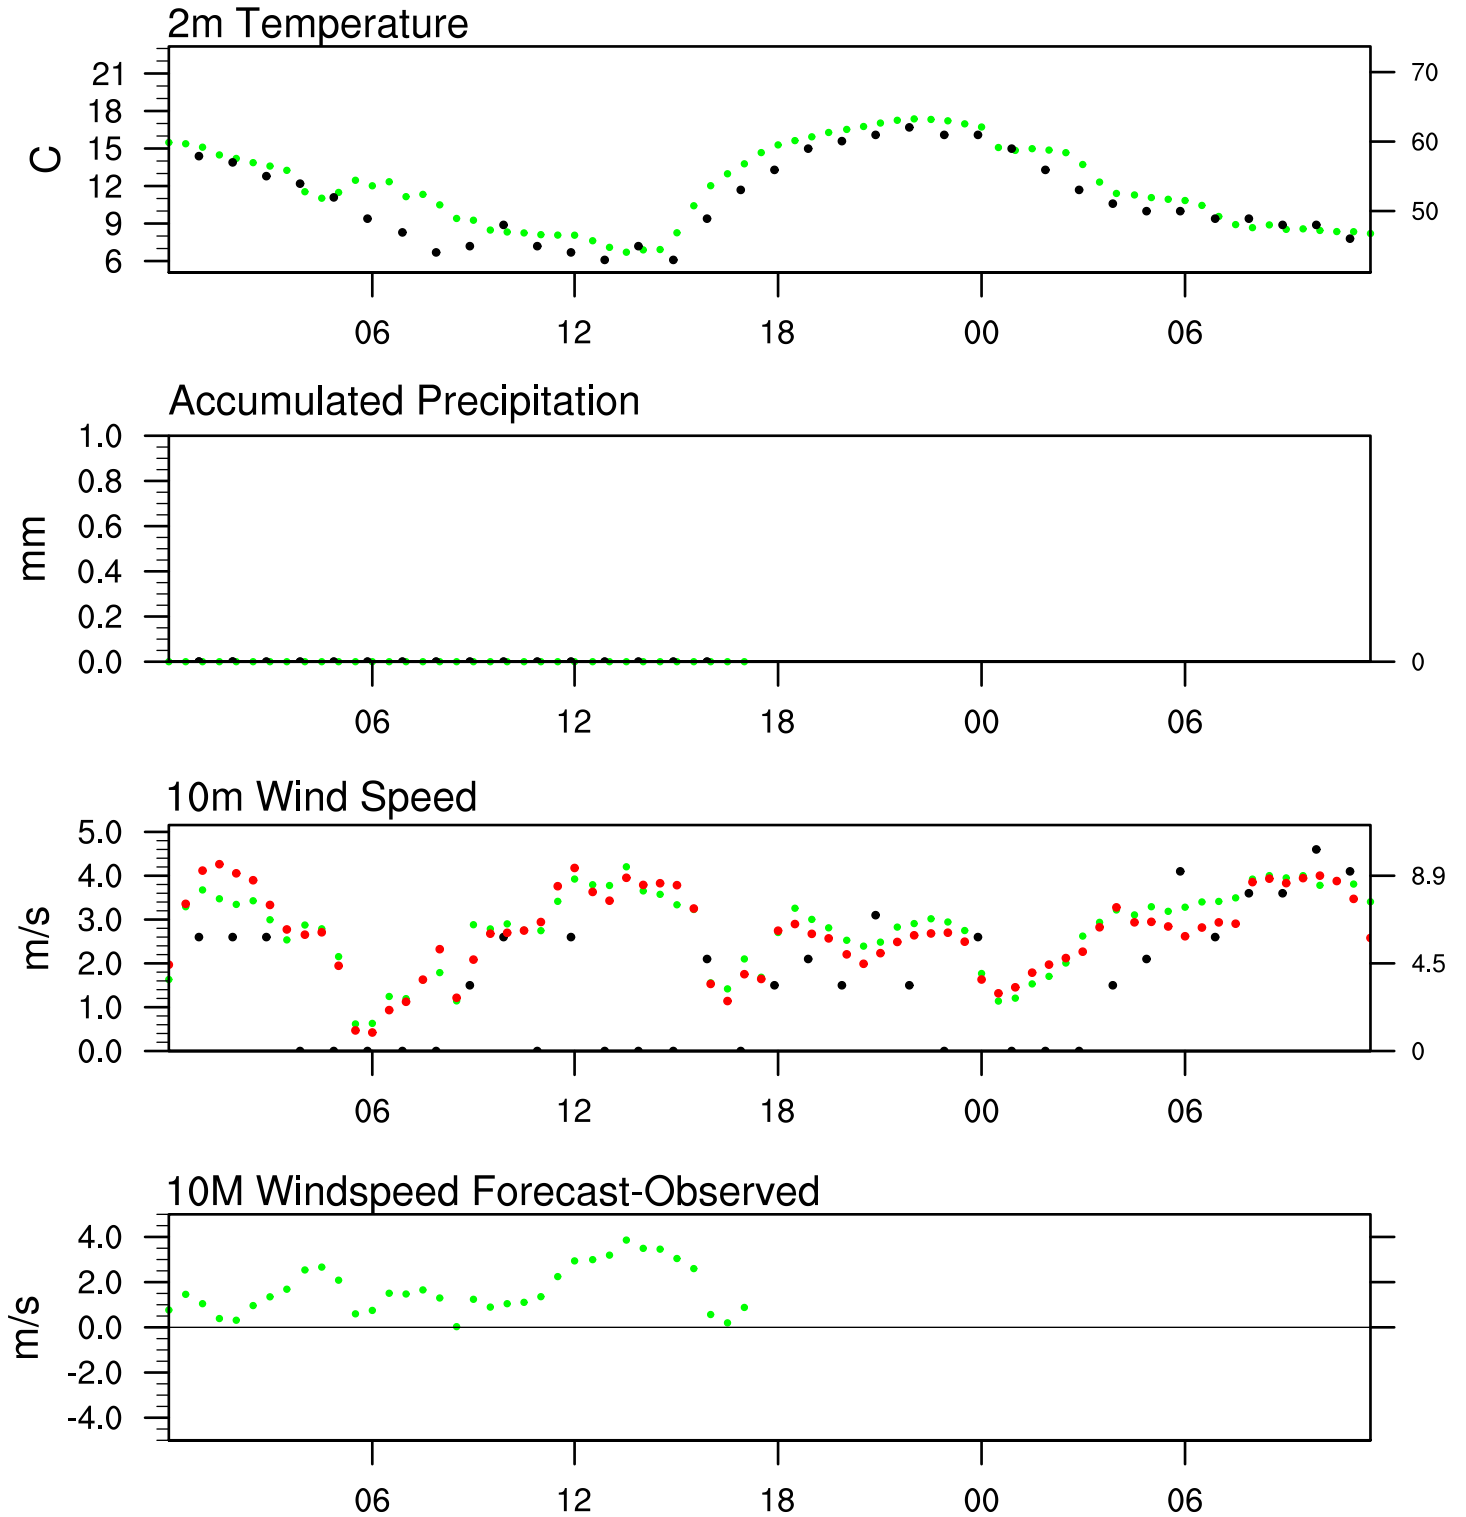 2m Temperature
21
18
15
12
9
6
C
70
60
50
06 12 18 00 06
Accumulated Precipitation
1.0
0.8
0.6
0.4
0.2
0.0
mm
0
06 12 18 00 06
10m Wind Speed
5.0
4.0
3.0
2.0
1.0
0.0
m/s
8.9
4.5
0
06 12 18 00 06
10M Windspeed Forecast-Observed
4.0
2.0
0.0
-2.0
-4.0
m/s
06 12 18 00 06